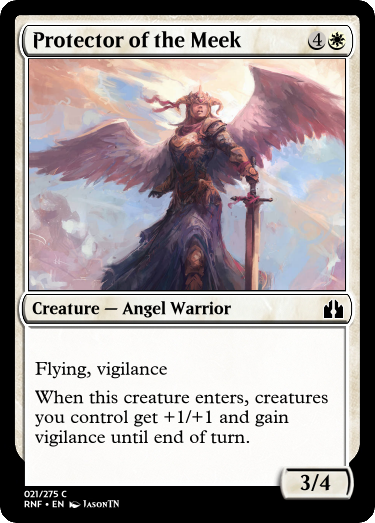 Protector of the Meek 4
Creature — Angel Warrior
Flying, vigilance
When this creature enters, creatures
you control get +1/+1 and gain
vigilance until end of turn.
3/4
021/275 C
RNF • EN JASONTN